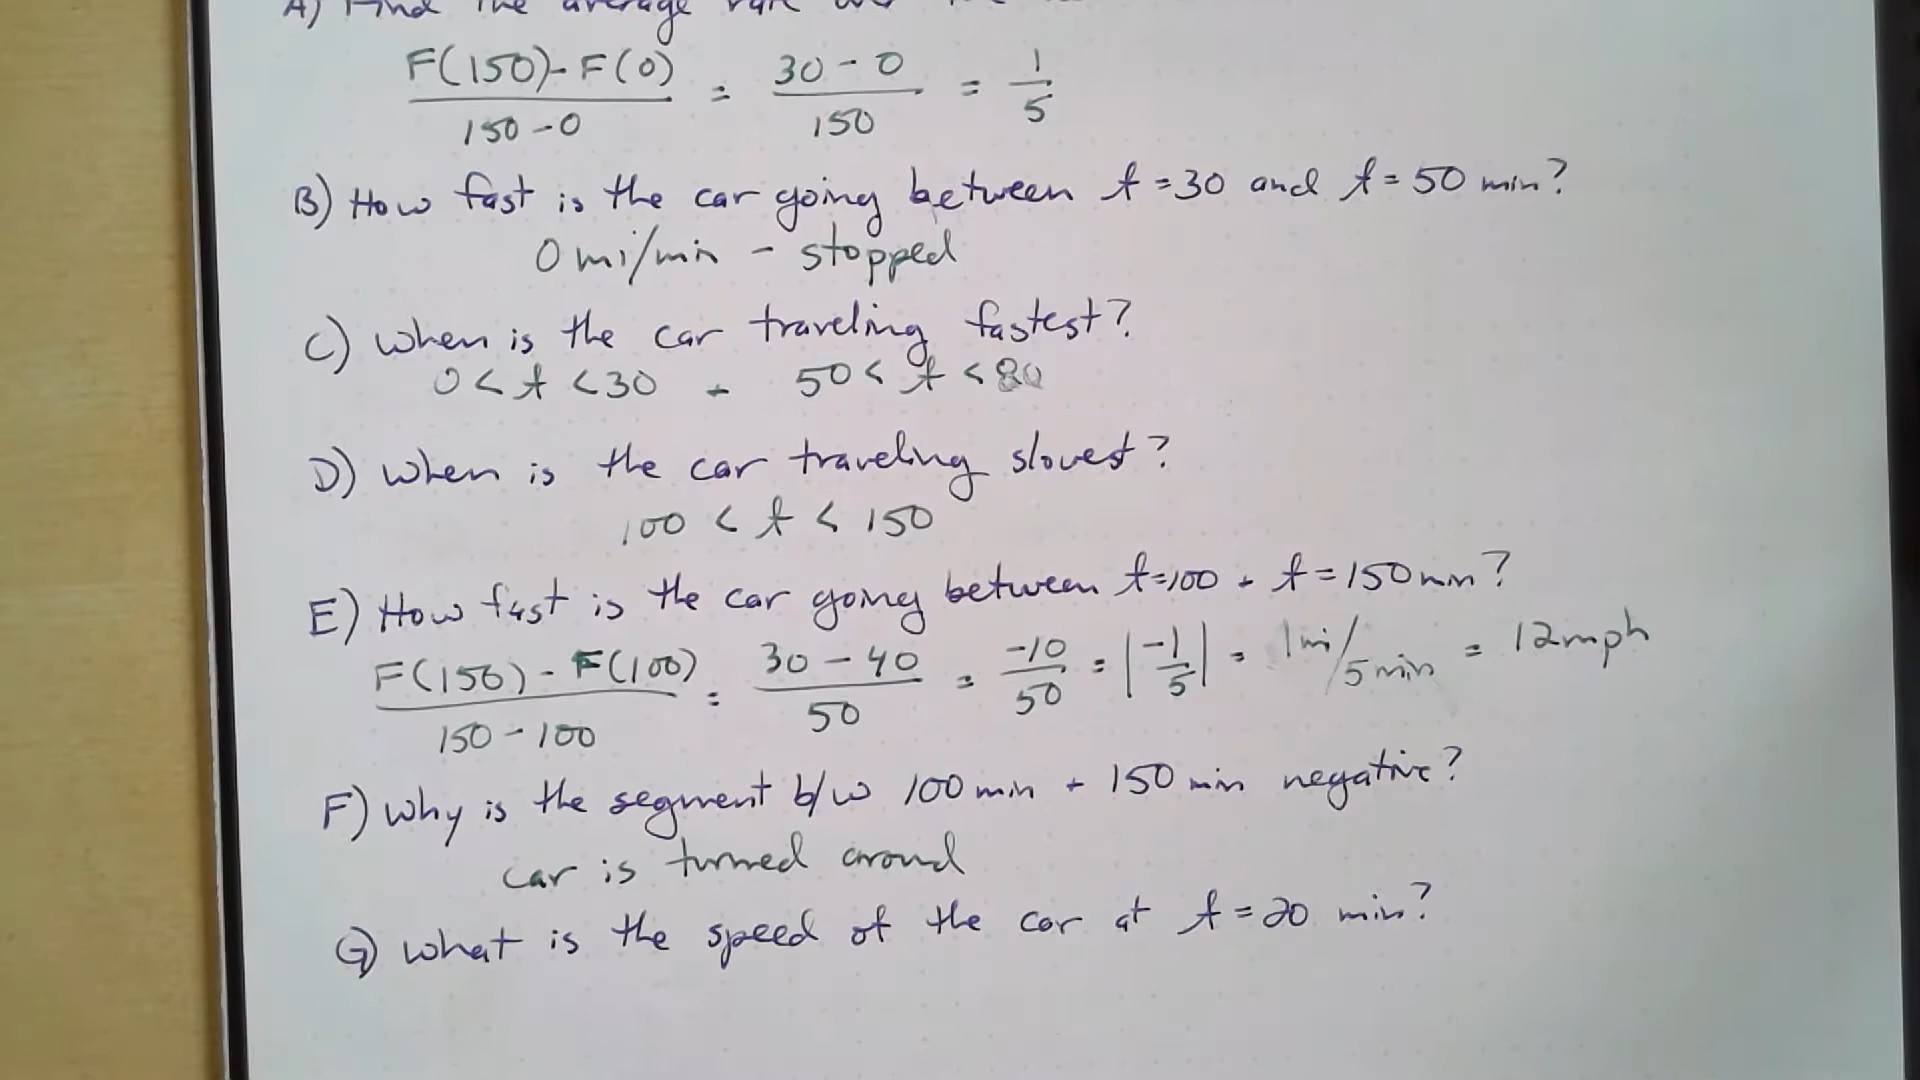 A) Find the average rate
F(150)-F(0) / 150-0 = 30-0 / 150 = 1/5
B) How fast is the car going between t=30 and t=50 min?
0 mi/min - stopped
C) When is the car traveling fastest?
0<t<30 + 50<t<80
D) When is the car traveling slowest?
100<t<150
E) How fast is the car going between t=100 + t=150 min?
F(150)-F(100) / 150-100 = 30-40 / 50 = -10/50 = |-1/5| = 1mi/5min = 12mph
F) Why is the segment b/w 100 min + 150 min negative?
car is turned around
G) What is the speed of the car at t=20 min?